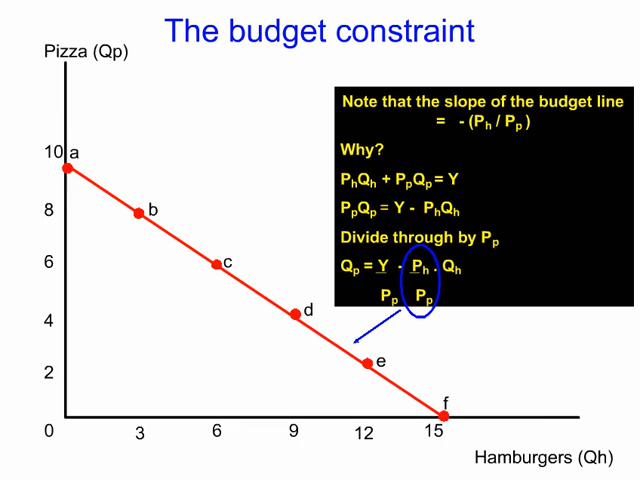 The budget constraint
Pizza (Qp)
Note that the slope of the budget line
= - (Ph / Pp )
Why?
PhQh + PpQp = Y
PpQp = Y - PhQh
Divide through by Pp
Qp = Y - Ph . Qh
Pp Pp
10 a
8 b
6 c
4 d
2 e
f
0 3 6 9 12 15
Hamburgers (Qh)